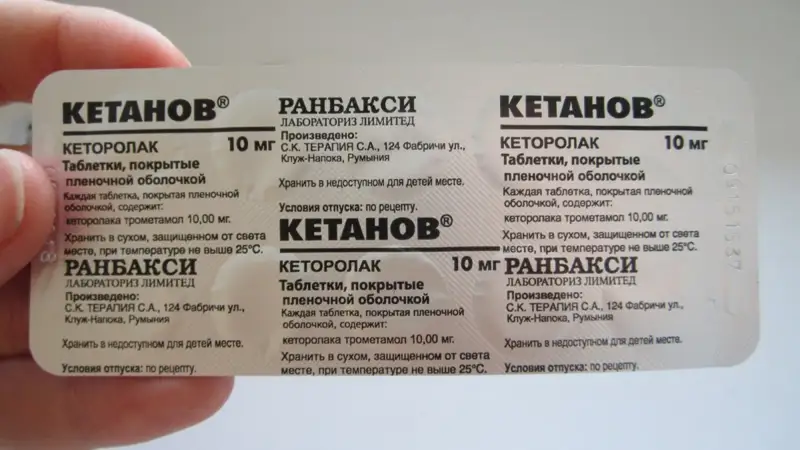 КЕТАНОВ®
КЕТОРОЛАК 10 мг
Таблетки, покрытые
пленочной оболочкой
Каждая таблетка, покрытая пленочной
оболочкой, содержит:
кеторолака трометамол 10,00 мг.
Хранить в сухом, защищенном от света
месте, при температуре не выше 25°С.
РАНБАКСИ
ЛАБОРАТОРИЗ ЛИМИТЕД
Произведено:
С.К. ТЕРАПИЯ С.А., 124 Фабричи ул.,
Клуж-Напока, Румыния
Хранить в недоступном для детей месте.
Условия отпуска: по рецепту.
РАНБАКСИ
ЛАБОРАТОРИЗ ЛИМИТЕД
Произведено:
С.К. ТЕРАПИЯ С.А., 124 Фабричи ул.,
Клуж-Напока, Румыния
Хранить в недоступном для детей месте.
Условия отпуска: по рецепту.
КЕТАНОВ®
КЕТОРОЛАК 10 мг
Таблетки, покрытые
пленочной оболочкой
Каждая таблетка, покрытая пленочной
оболочкой, содержит:
кеторолака трометамол 10,00 мг.
Хранить в сухом, защищенном от света
месте, при температуре не выше 25°С.
КЕТАНОВ®
КЕТОРОЛАК 10 мг
Таблетки, покрытые
пленочной оболочкой
Каждая таблетка, покрытая пленочной
оболочкой, содержит:
кеторолака трометамол 10,00 мг.
Хранить в сухом, защищенном от света
месте, при температуре не выше 25°С.
РАНБАКСИ
ЛАБОРАТОРИЗ ЛИМИТЕД
Произведено:
С.К. ТЕРАПИЯ С.А., 124 Фабричи ул.,
Клуж-Напока, Румыния
Хранить в недоступном для детей месте.
Условия отпуска: по рецепту.